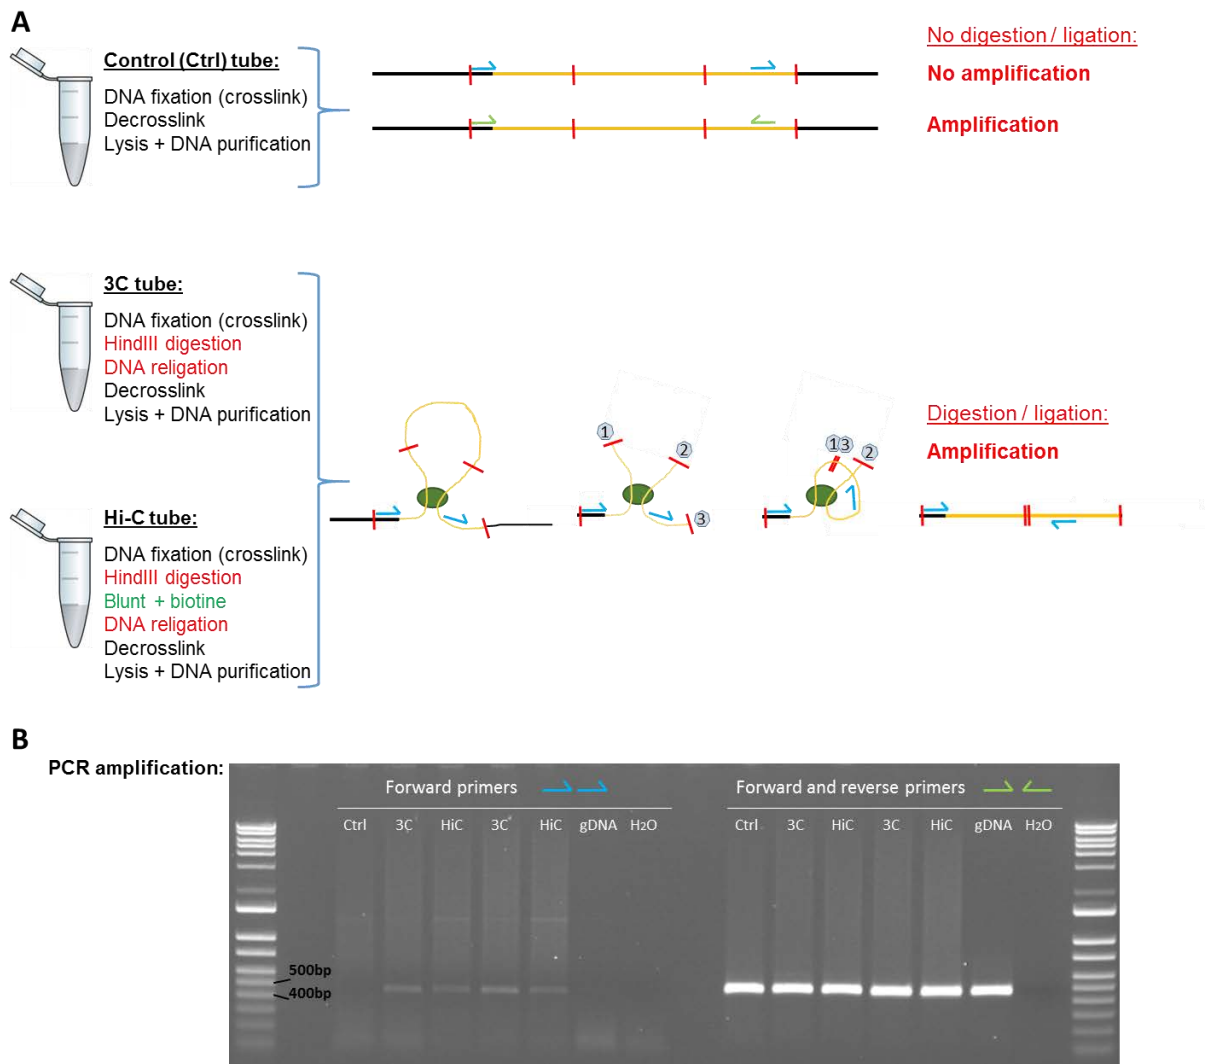 A
Control (Ctrl) tube:
DNA fixation (crosslink)
Decrosslink
Lysis + DNA purification
No digestion / ligation:
No amplification
Amplification
3C tube:
DNA fixation (crosslink)
HindIII digestion
DNA religation
Decrosslink
Lysis + DNA purification
Hi-C tube:
DNA fixation (crosslink)
HindIII digestion
Blunt + biotine
DNA religation
Decrosslink
Lysis + DNA purification
1
2
3
13
2
Digestion / ligation:
Amplification
B
PCR amplification:
Forward primers
Forward and reverse primers
Ctrl 3C HiC 3C HiC gDNA H2O
Ctrl 3C HiC 3C HiC gDNA H2O
500bp
400bp